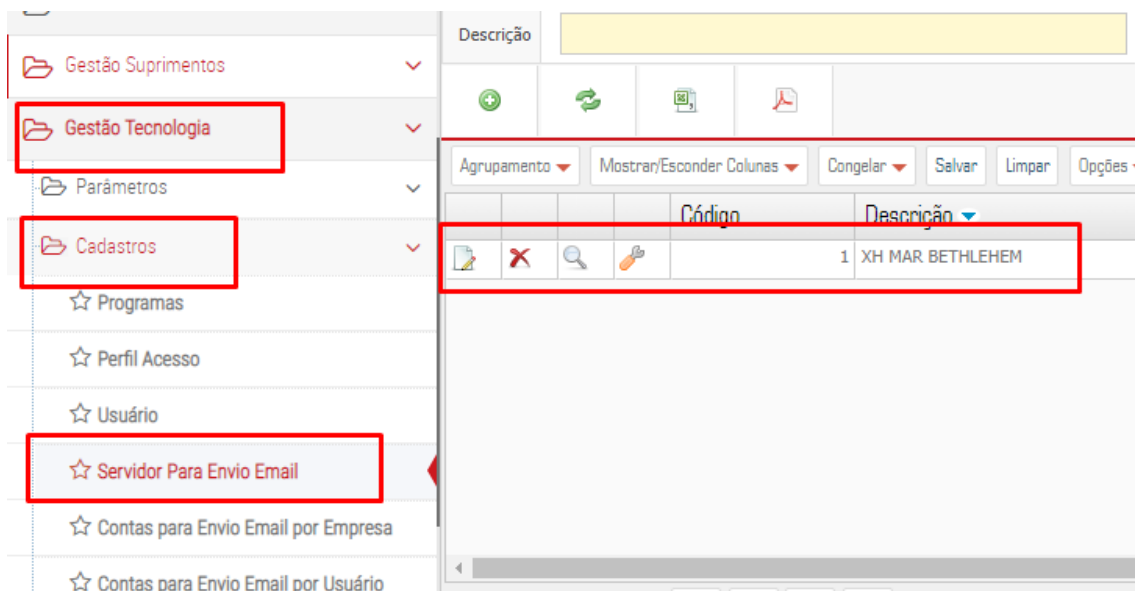 Gestão Suprimentos
Gestão Tecnologia
Parâmetros
Cadastros
Programas
Perfil Acesso
Usuário
Servidor Para Envio Email
Contas para Envio Email por Empresa
Contas para Envio Email por Usuário
Descrição
Agrupamento Mostrar/Esconder Colunas Congelar Salvar Limpar Opções
Código Descrição
1 XH MAR BETHLEHEM